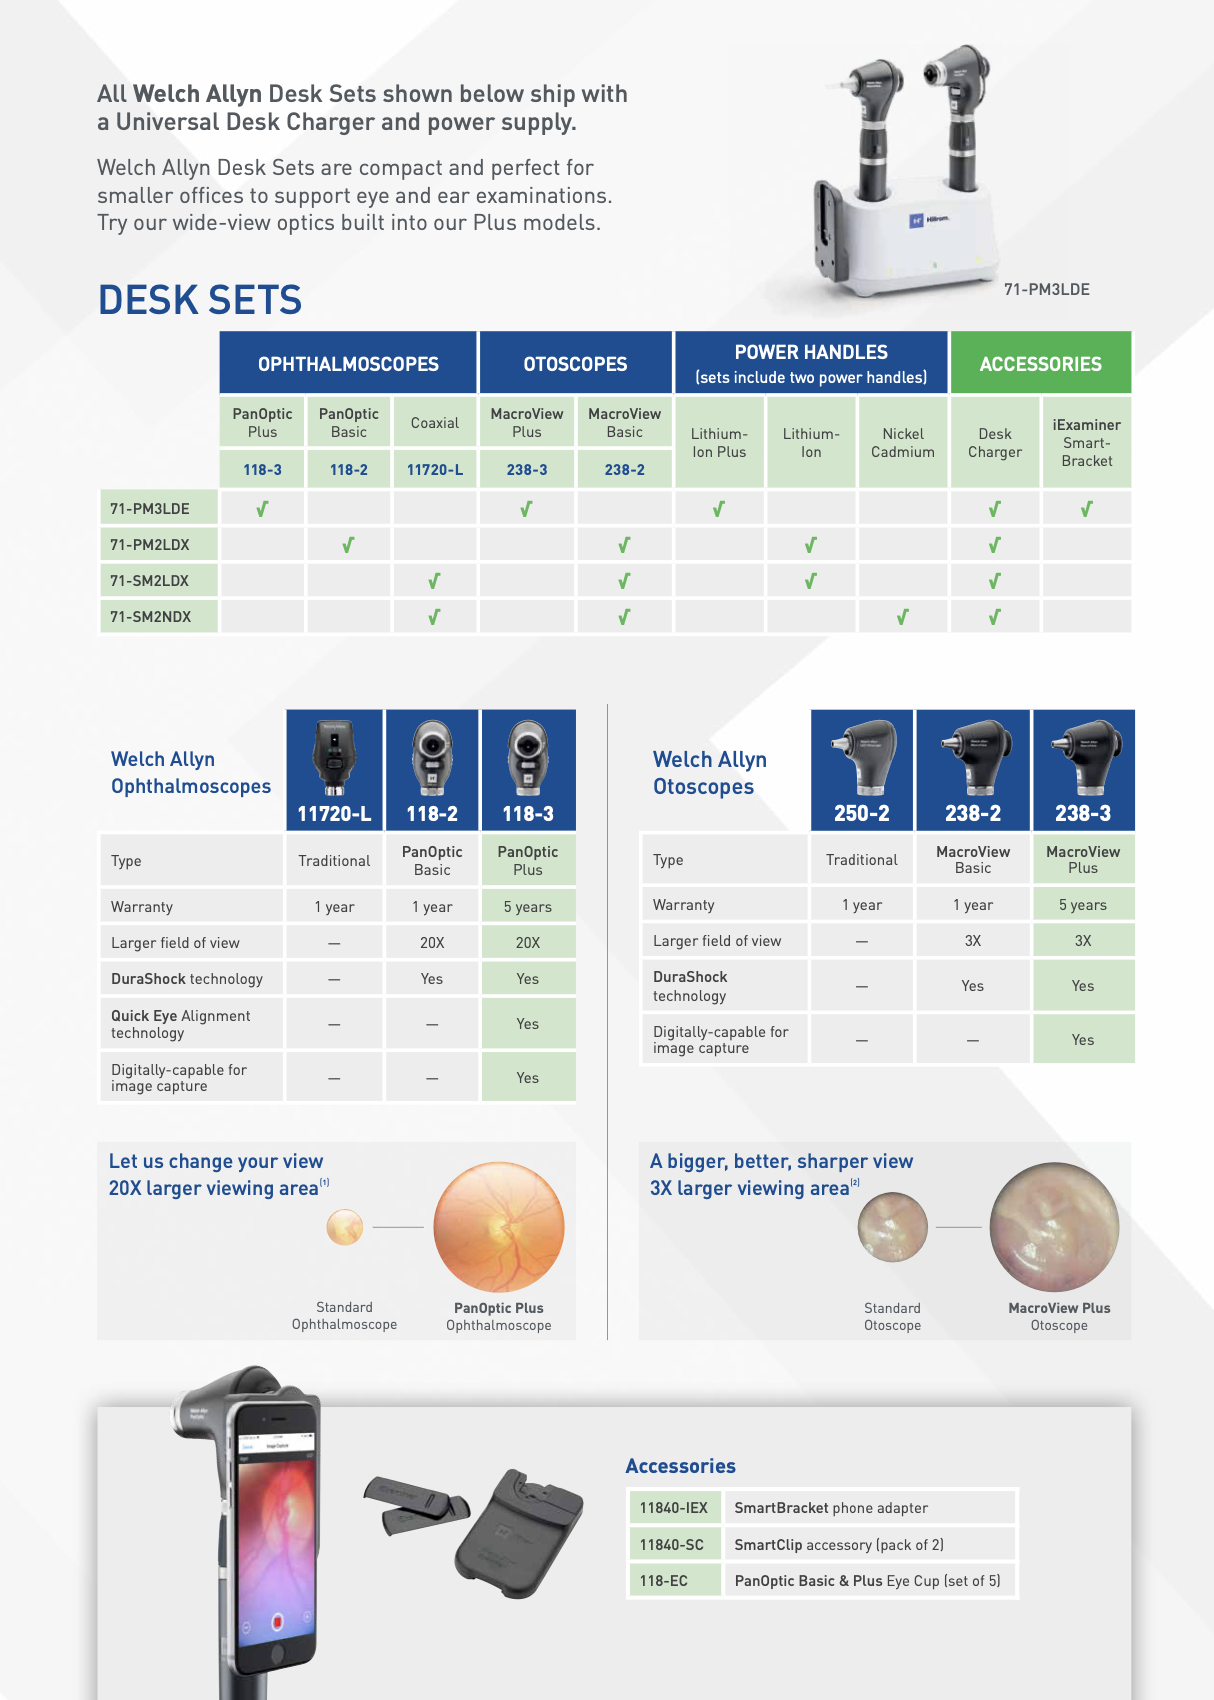 All Welch Allyn Desk Sets shown below ship with
a Universal Desk Charger and power supply.
Welch Allyn Desk Sets are compact and perfect for
smaller offices to support eye and ear examinations.
Try our wide-view optics built into our Plus models.
Hillrom.
71-PM3LDE
DESK SETS
OPHTHALMOSCOPES OTOSCOPES POWER HANDLES (sets include two power handles) ACCESSORIES
PanOptic Plus PanOptic Basic Coaxial MacroView Plus MacroView Basic Lithium-Ion Plus Lithium-Ion Nickel Cadmium Desk Charger iExaminer Smart-Bracket
118-3 118-2 11720-L 238-3 238-2
71-PM3LDE √ √ √ √ √
71-PM2LDX √ √ √ √
71-SM2LDX √ √ √ √
71-SM2NDX √ √ √ √
Welch Allyn
Ophthalmoscopes
11720-L 118-2 118-3
Type Traditional PanOptic Basic PanOptic Plus
Warranty 1 year 1 year 5 years
Larger field of view — 20X 20X
DuraShock technology — Yes Yes
Quick Eye Alignment technology — — Yes
Digitally-capable for image capture — — Yes
Welch Allyn
Otoscopes
250-2 238-2 238-3
Type Traditional MacroView Basic MacroView Plus
Warranty 1 year 1 year 5 years
Larger field of view — 3X 3X
DuraShock technology — Yes Yes
Digitally-capable for image capture — — Yes
Let us change your view
20X larger viewing area(1)
Standard
Ophthalmoscope
PanOptic Plus
Ophthalmoscope
A bigger, better, sharper view
3X larger viewing area(2)
Standard
Otoscope
MacroView Plus
Otoscope
Image Capture
Accessories
11840-IEX SmartBracket phone adapter
11840-SC SmartClip accessory (pack of 2)
118-EC PanOptic Basic & Plus Eye Cup (set of 5)